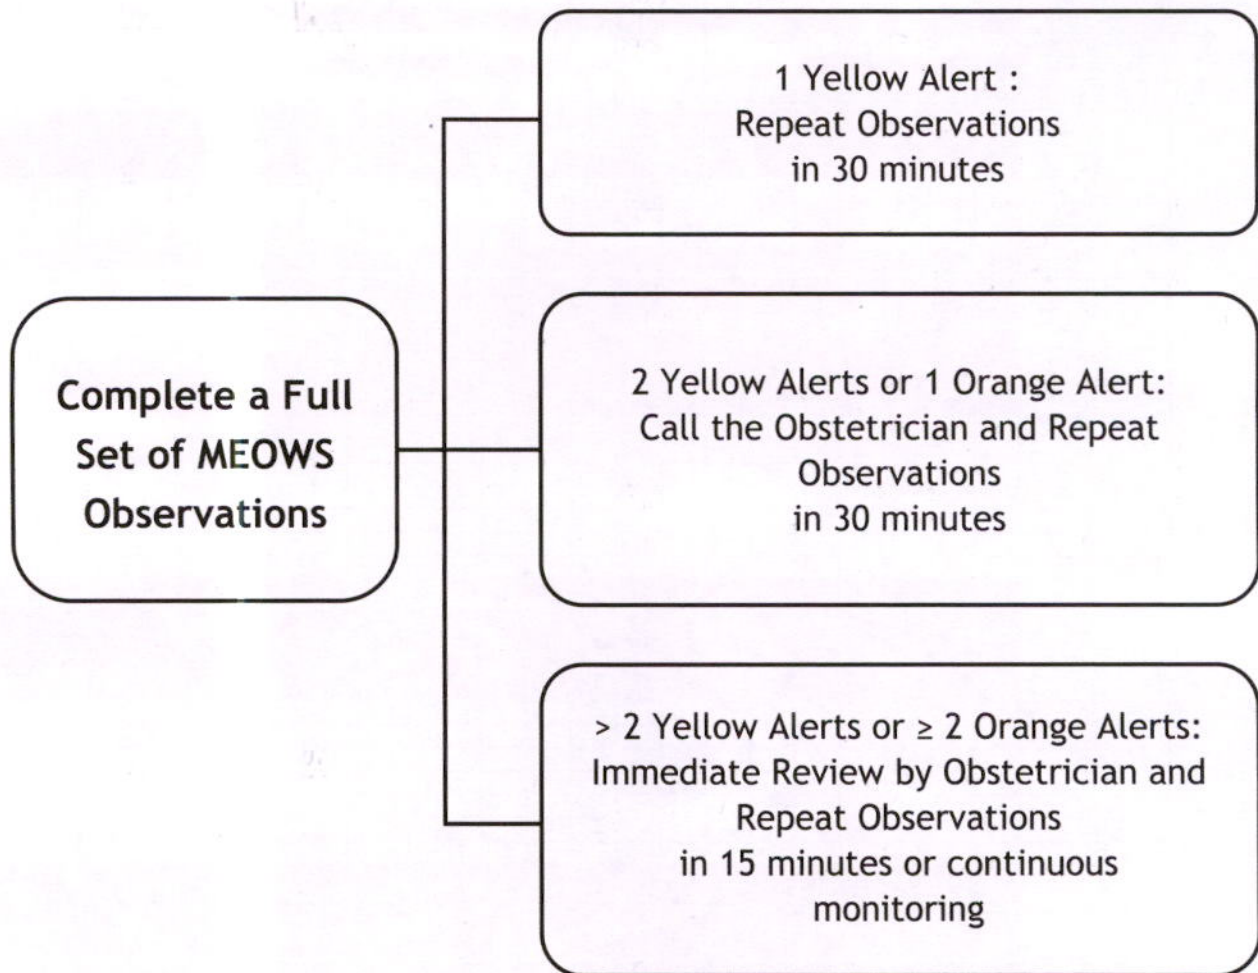 1 Yellow Alert :
Repeat Observations
in 30 minutes
Complete a Full
Set of MEOWS
Observations
2 Yellow Alerts or 1 Orange Alert:
Call the Obstetrician and Repeat
Observations
in 30 minutes
> 2 Yellow Alerts or ≥ 2 Orange Alerts:
Immediate Review by Obstetrician and
Repeat Observations
in 15 minutes or continuous
monitoring